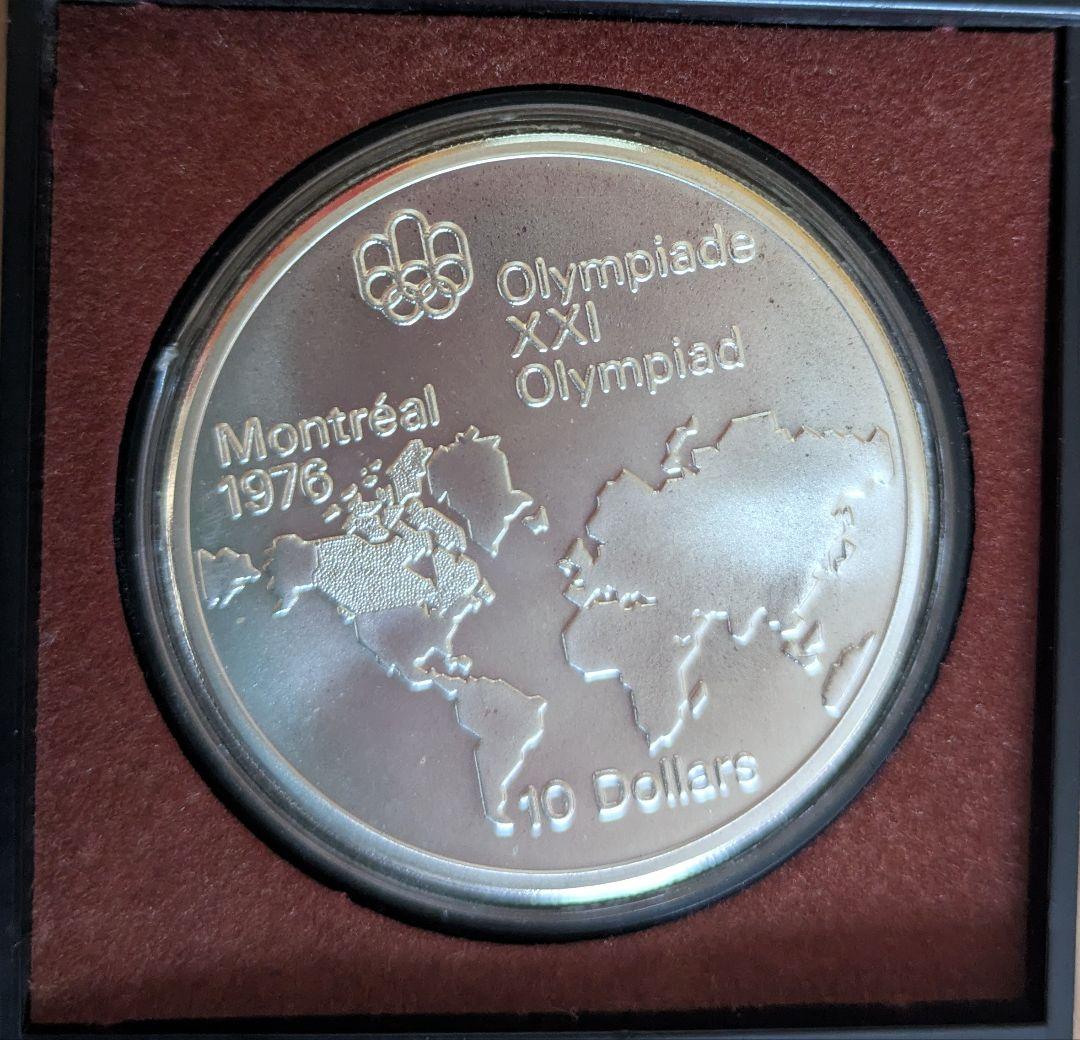 Olympiade
XXI
Olympiad
Montréal
1976
10 Dollars